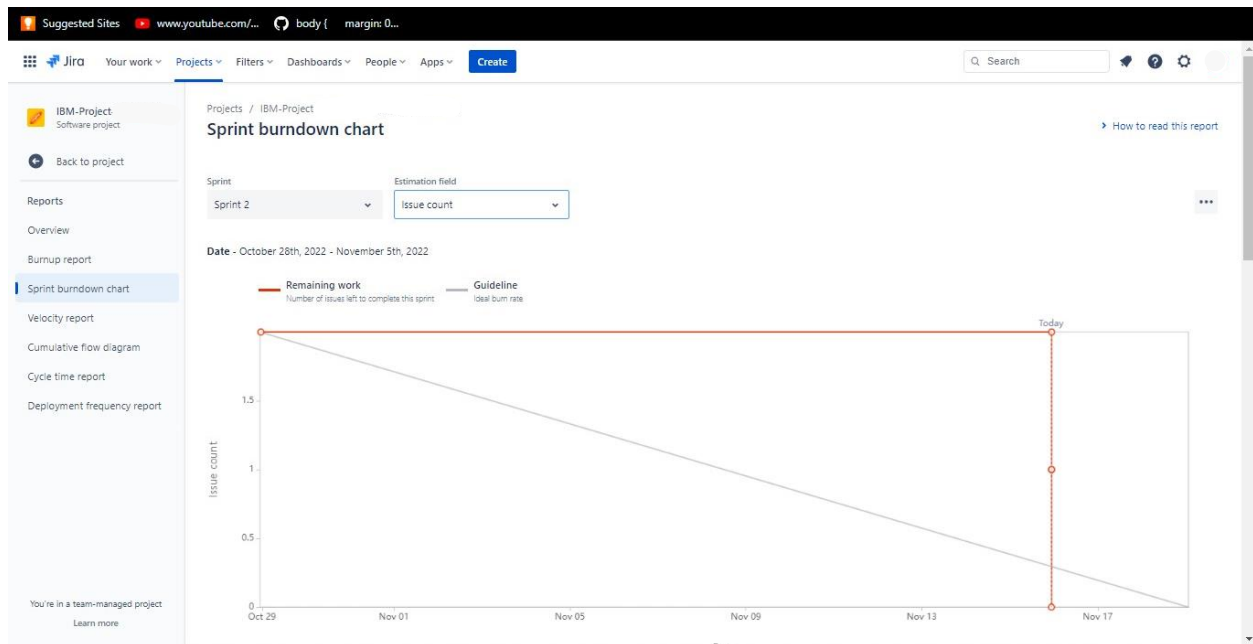 Suggested Sites www.youtube.com/... body { margin: 0...
Jira Your work Projects Filters Dashboards People Apps Create Search
IBM-Project
Software project
Back to project
Reports
Overview
Burnup report
Sprint burndown chart
Velocity report
Cumulative flow diagram
Cycle time report
Deployment frequency report
You're in a team-managed project
Learn more
Projects / IBM-Project
Sprint burndown chart
How to read this report
Sprint Estimation field
Sprint 2 Issue count
Date - October 28th, 2022 - November 5th, 2022
Remaining work Guideline
Number of issues left to complete this sprint Ideal burn rate
Today
1.5
1
0.5
0
Issue count
Oct 29 Nov 01 Nov 05 Nov 09 Nov 13 Nov 17